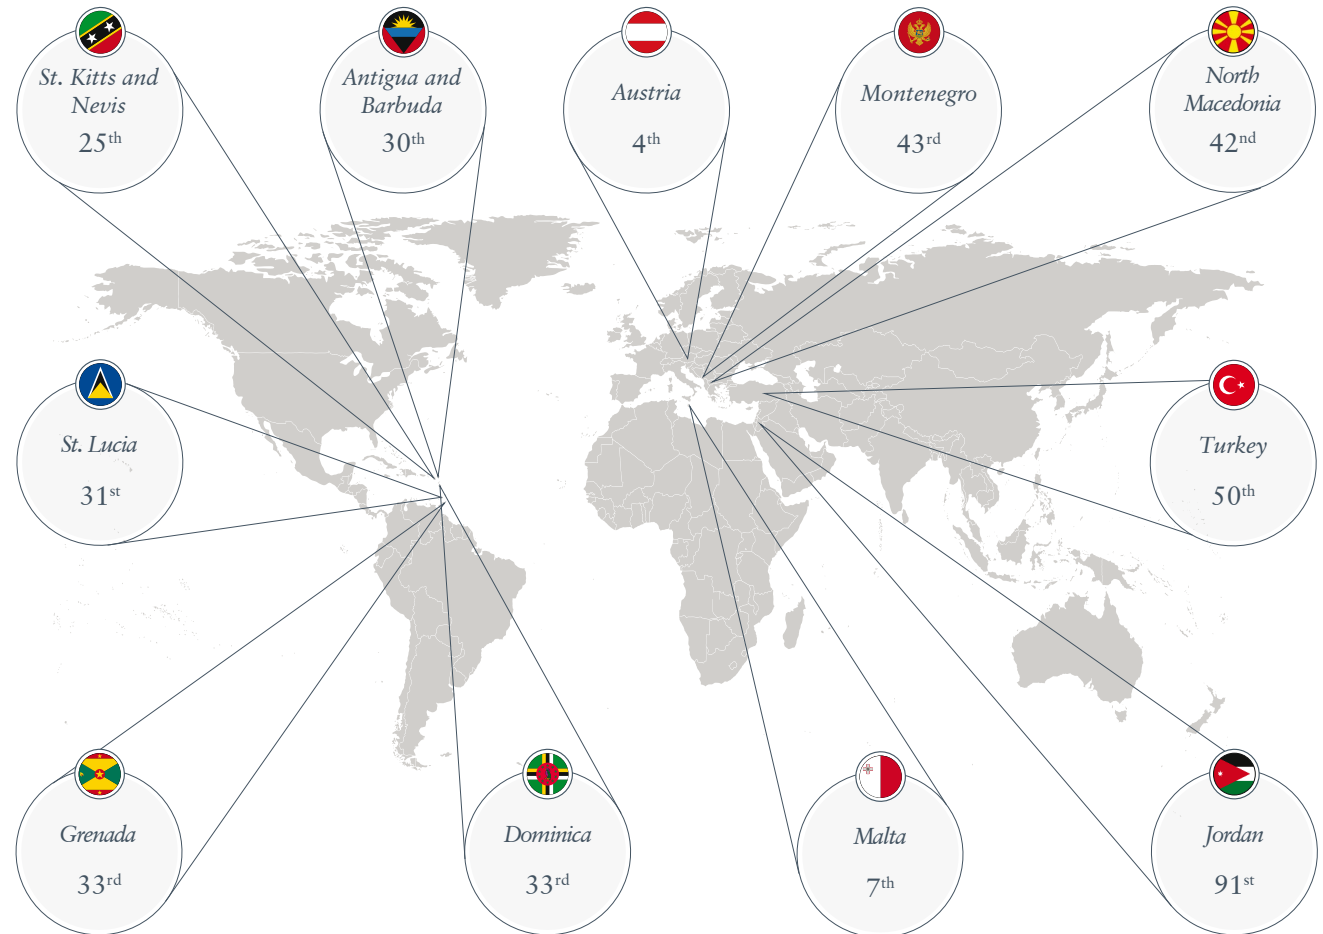 St. Kitts and
Nevis
25th
Antigua and
Barbuda
30th
Austria
4th
Montenegro
43rd
North
Macedonia
42nd
St. Lucia
31st
Turkey
50th
Grenada
33rd
Dominica
33rd
Malta
7th
Jordan
91st